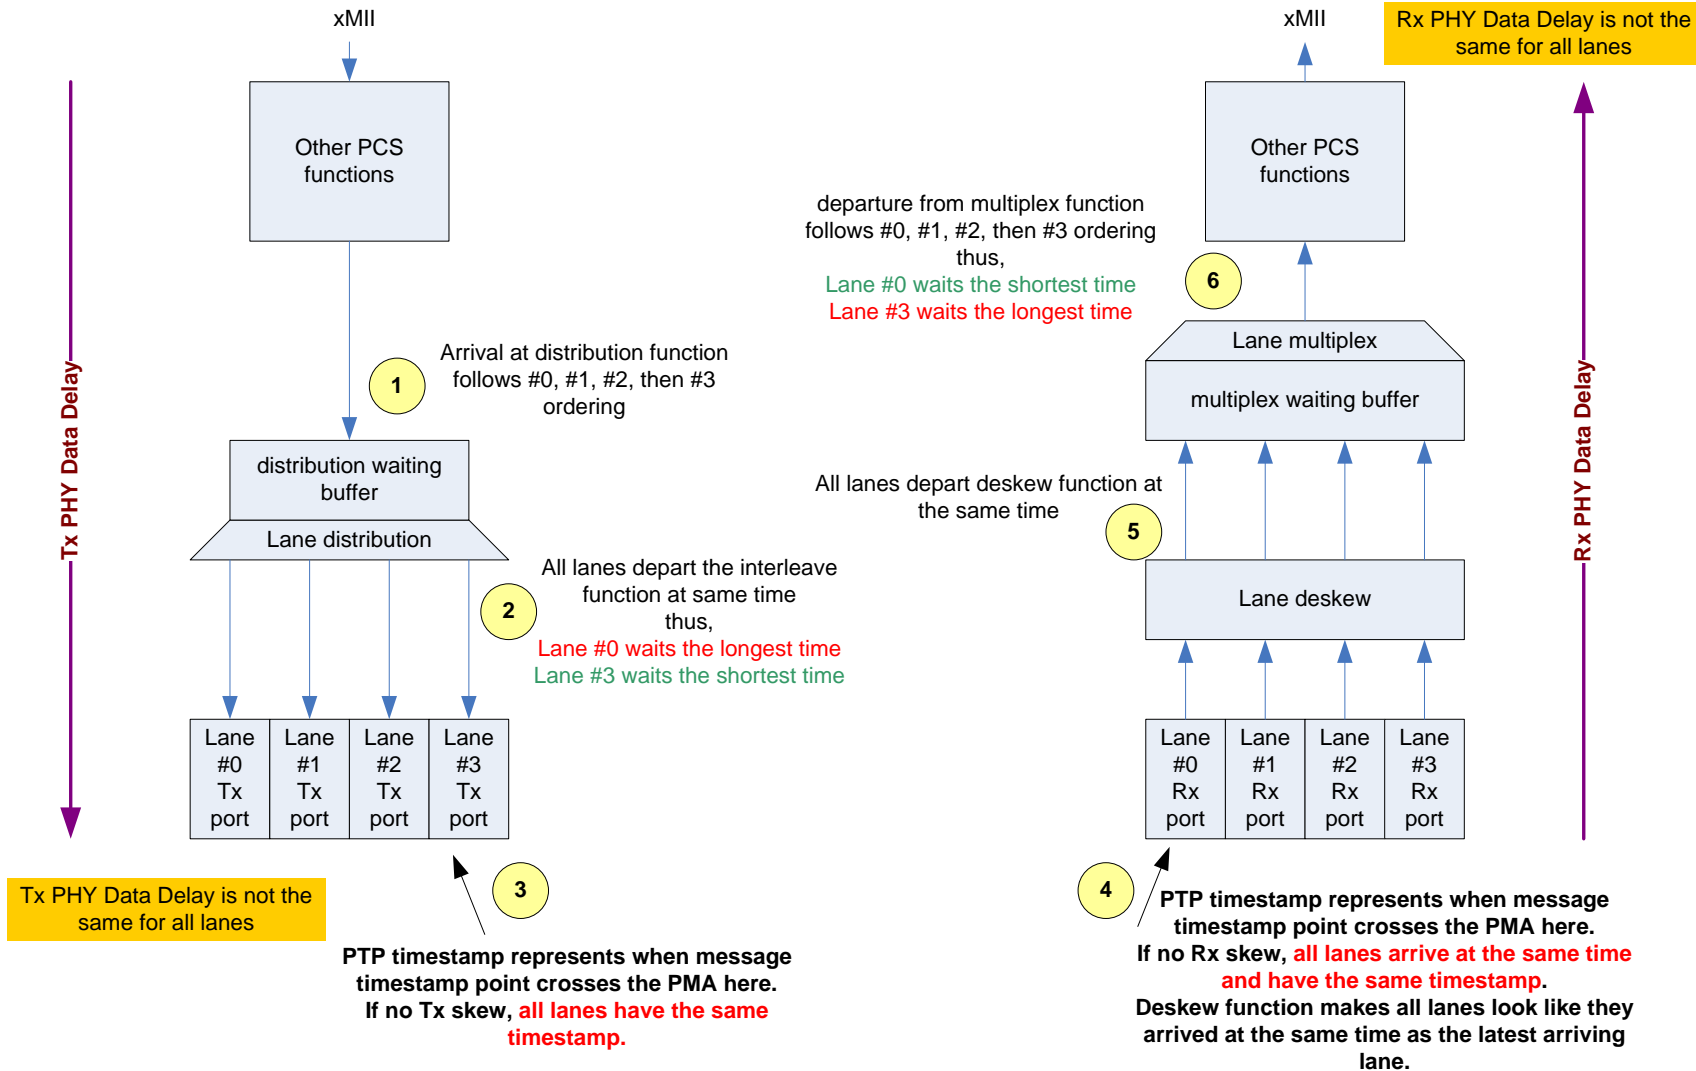 xMII
Other PCS
functions
Tx PHY Data Delay
1
Arrival at distribution function
follows #0, #1, #2, then #3
ordering
distribution waiting
buffer
Lane distribution
2
All lanes depart the interleave
function at same time
thus,
Lane #0 waits the longest time
Lane #3 waits the shortest time
Lane
#0
Tx
port
Lane
#1
Tx
port
Lane
#2
Tx
port
Lane
#3
Tx
port
Tx PHY Data Delay is not the
same for all lanes
3
PTP timestamp represents when message
timestamp point crosses the PMA here.
If no Tx skew, all lanes have the same
timestamp.
xMII
Rx PHY Data Delay is not the
same for all lanes
Other PCS
functions
departure from multiplex function
follows #0, #1, #2, then #3 ordering
thus,
Lane #0 waits the shortest time
Lane #3 waits the longest time
6
Lane multiplex
multiplex waiting buffer
Rx PHY Data Delay
All lanes depart deskew function at
the same time
5
Lane deskew
Lane
#0
Rx
port
Lane
#1
Rx
port
Lane
#2
Rx
port
Lane
#3
Rx
port
4
PTP timestamp represents when message
timestamp point crosses the PMA here.
If no Rx skew, all lanes arrive at the same time
and have the same timestamp.
Deskew function makes all lanes look like they
arrived at the same time as the latest arriving
lane.